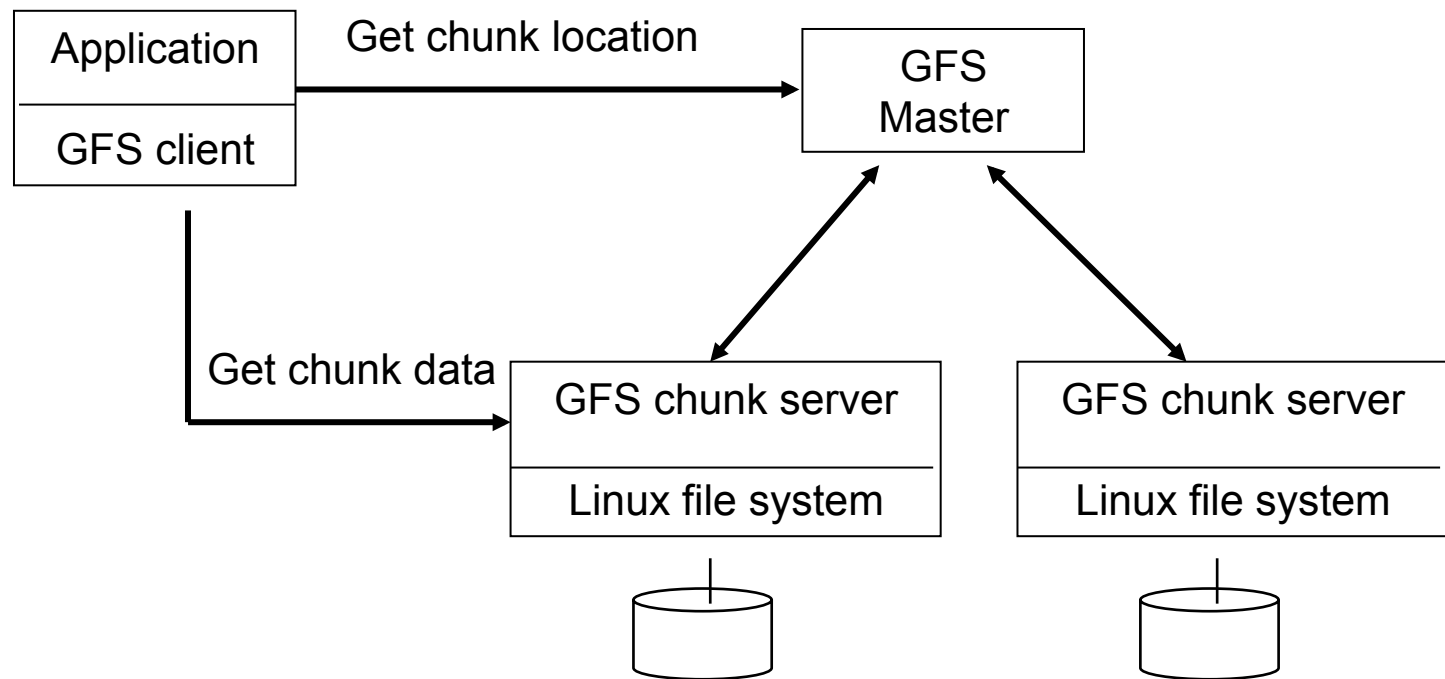 Application
GFS client
Get chunk location
GFS
Master
Get chunk data
GFS chunk server
Linux file system
GFS chunk server
Linux file system